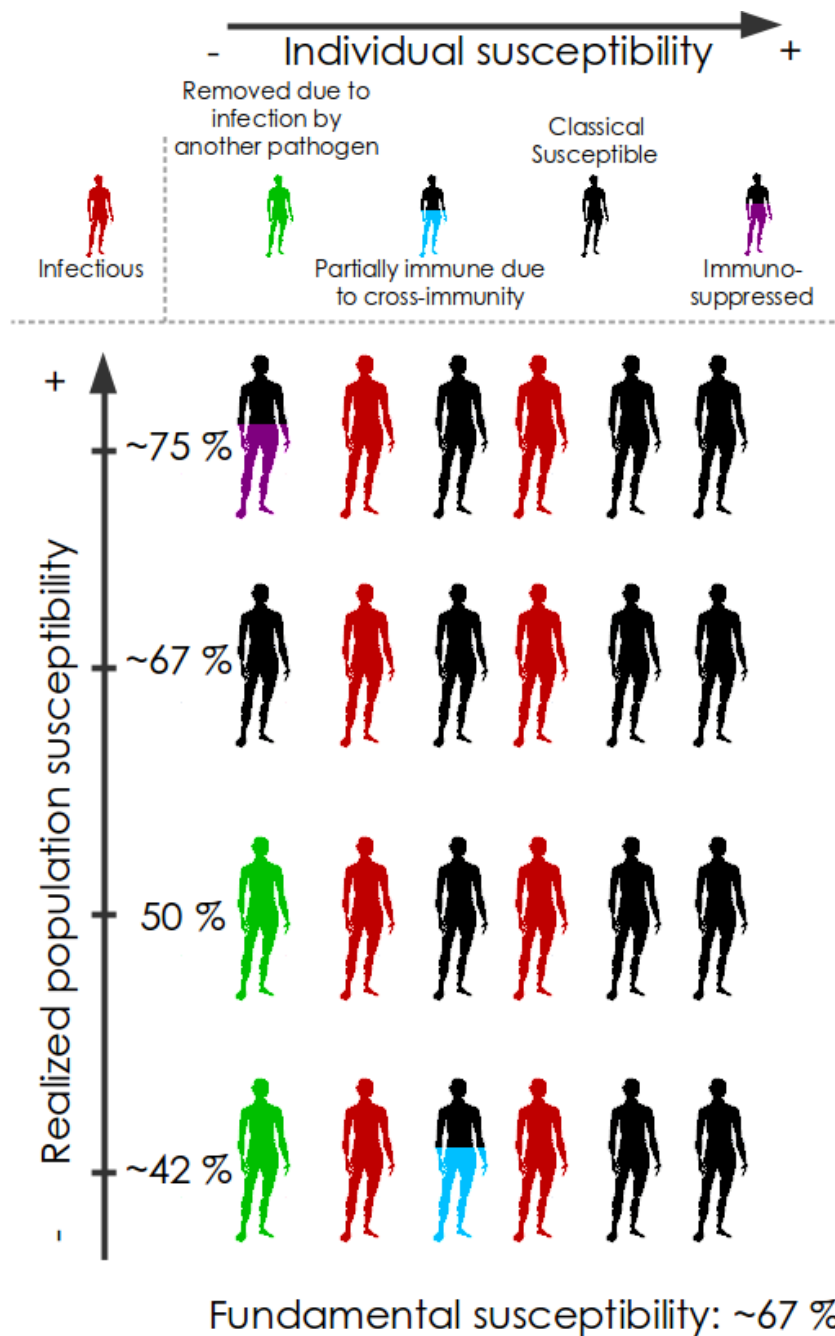 - Individual susceptibility +
Removed due to
infection by
another pathogen
Classical
Susceptible
Infectious
Partially immune due
to cross-immunity
Immuno-
suppressed
+
~75 %
~67 %
50 %
~42 %
-
Realized population susceptibility
Fundamental susceptibility: ~67 %